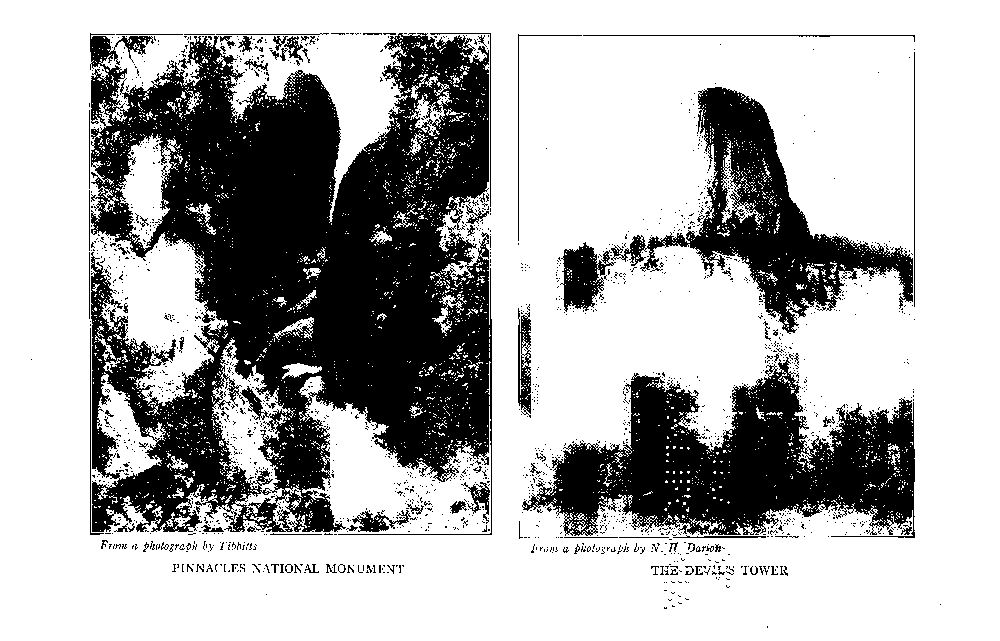 From a photograph by Tibbitts
PINNACLES NATIONAL MONUMENT
From a photograph by N. H. Darton
THE DEVIL'S TOWER